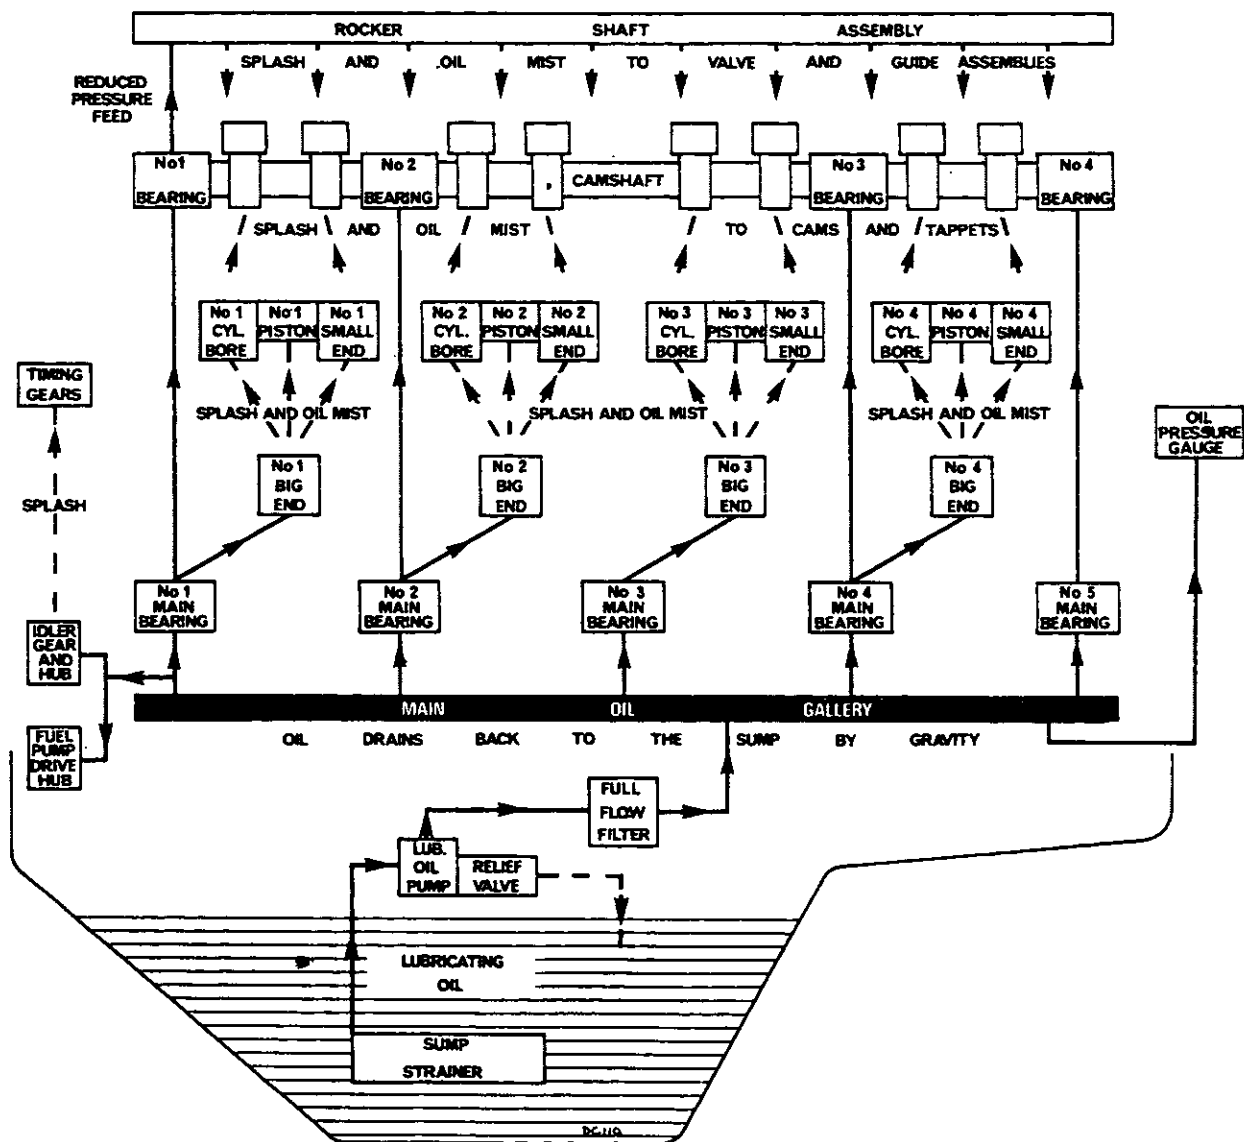 ROCKER SHAFT ASSEMBLY
SPLASH AND OIL MIST TO VALVE AND GUIDE ASSEMBLIES
REDUCED
PRESSURE
FEED
No 1
BEARING
No 2
BEARING
CAMSHAFT
No 3
BEARING
No 4
BEARING
SPLASH AND OIL MIST TO CAMS AND TAPPETS
No 1
CYL.
BORE
No 1
PISTON
No 1
SMALL
END
No 2
CYL.
BORE
No 2
PISTON
No 2
SMALL
END
No 3
CYL.
BORE
No 3
PISTON
No 3
SMALL
END
No 4
CYL.
BORE
No 4
PISTON
No 4
SMALL
END
TIMING
GEARS
SPLASH AND OIL MIST
SPLASH AND OIL MIST
SPLASH AND OIL MIST
OIL
PRESSURE
GAUGE
No 1
BIG
END
No 2
BIG
END
No 3
BIG
END
No 4
BIG
END
SPLASH
No 1
MAIN
BEARING
No 2
MAIN
BEARING
No 3
MAIN
BEARING
No 4
MAIN
BEARING
No 5
MAIN
BEARING
IDLER
GEAR
AND
HUB
MAIN OIL GALLERY
FUEL
PUMP
DRIVE
HUB
OIL DRAINS BACK TO THE SUMP BY GRAVITY
FULL
FLOW
FILTER
LUB.
OIL
PUMP
RELIEF
VALVE
LUBRICATING
OIL
SUMP
STRAINER